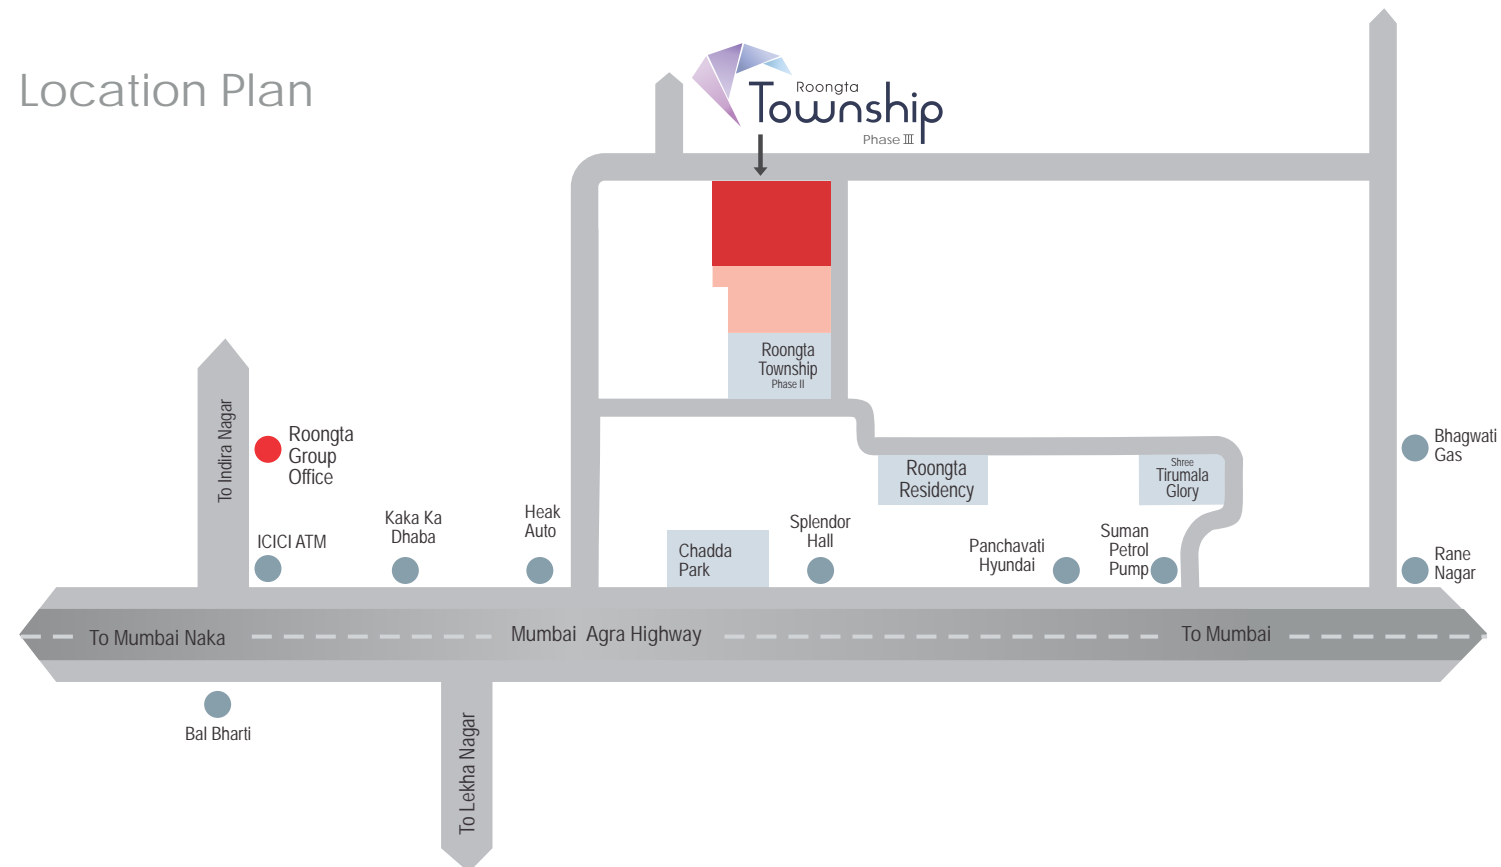 Location Plan
Roongta
Township
Phase III
Roongta
Township
Phase II
To Indira Nagar
Roongta
Group
Office
ICICI ATM
Kaka Ka
Dhaba
Heak
Auto
Chadda
Park
Splendor
Hall
Roongta
Residency
Panchavati
Hyundai
Suman
Petrol
Pump
Shree
Tirumala
Glory
Bhagwati
Gas
Rane
Nagar
To Mumbai Naka
Mumbai Agra Highway
To Mumbai
Bal Bharti
To Lekha Nagar